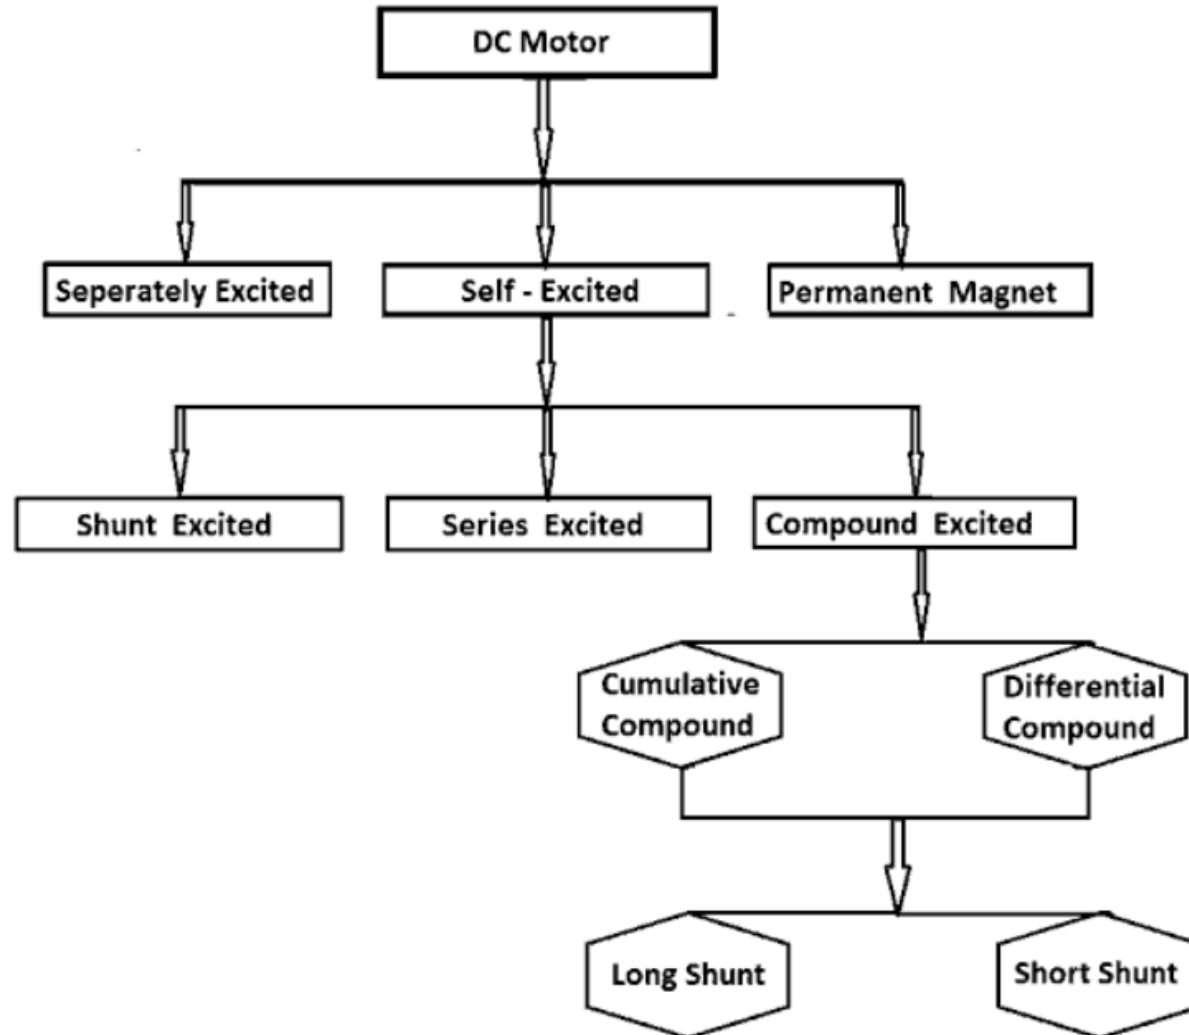 DC Motor
Seperately Excited
Self - Excited
Permanent Magnet
Shunt Excited
Series Excited
Compound Excited
Cumulative
Compound
Differential
Compound
Long Shunt
Short Shunt